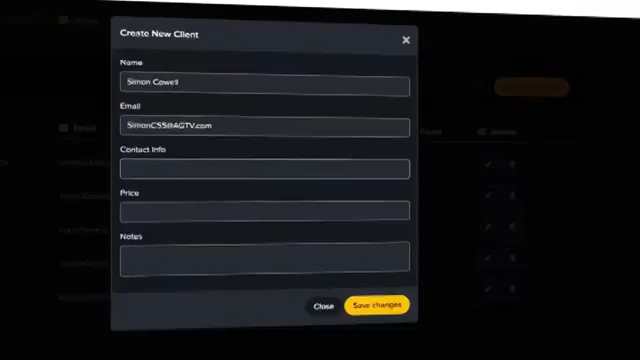 Create New Client
×
Name
Simon Cowell
Email
SimonCSS@AGTV.com
Contact Info
Price
Notes
Close
Save changes